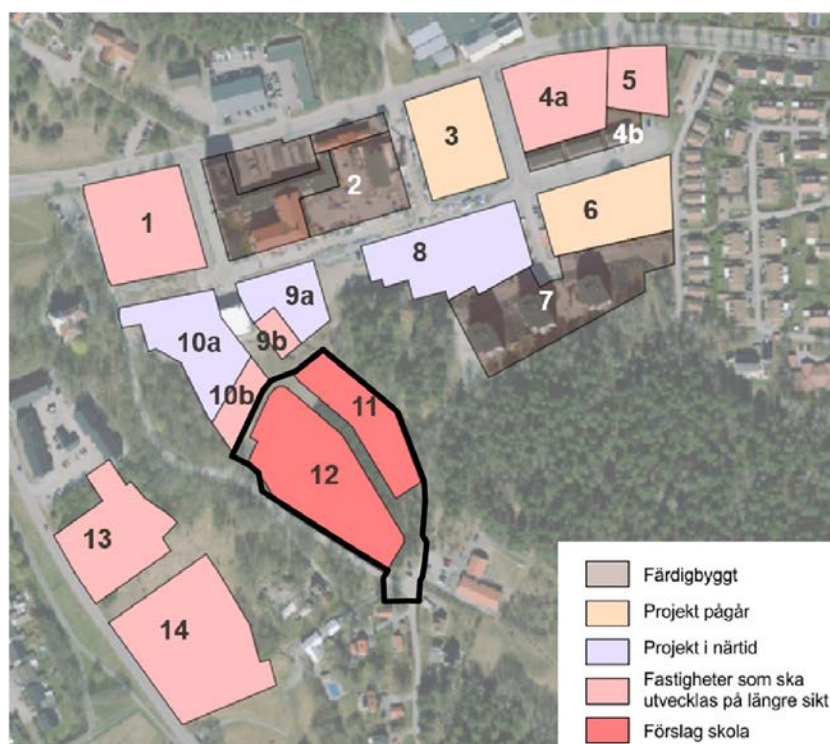 5
4a
3
4b
2
1
6
8
7
9a
10a
9b
10b
11
12
13
14
Färdigbyggt
Projekt pågår
Projekt i närtid
Fastigheter som ska
utvecklas på längre sikt
Förslag skola